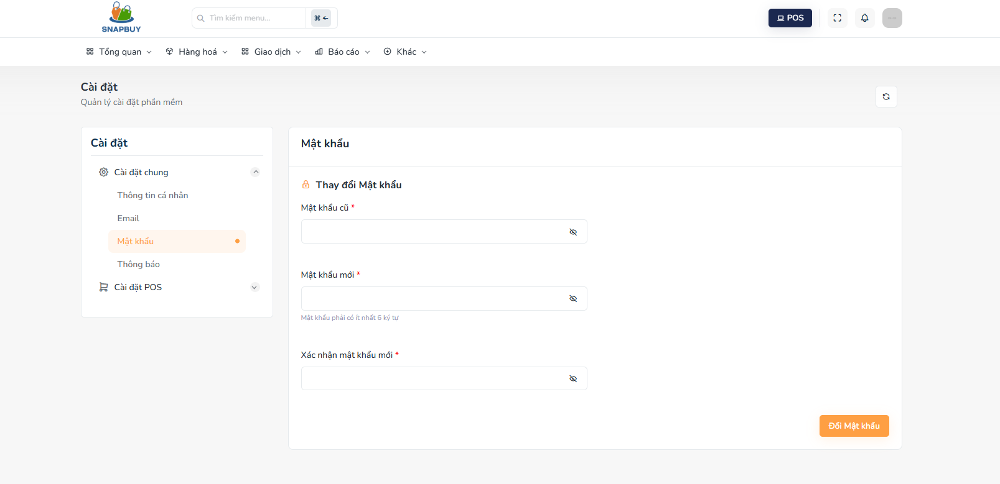 SNAPBUY
Tìm kiếm menu...
⌘ ←
POS
Tổng quan
Hàng hoá
Giao dịch
Báo cáo
Khác
Cài đặt
Quản lý cài đặt phần mềm
Cài đặt
Cài đặt chung
Thông tin cá nhân
Email
Mật khẩu
Thông báo
Cài đặt POS
Mật khẩu
Thay đổi Mật khẩu
Mật khẩu cũ *
Mật khẩu mới *
Mật khẩu phải có ít nhất 6 ký tự
Xác nhận mật khẩu mới *
Đổi Mật khẩu